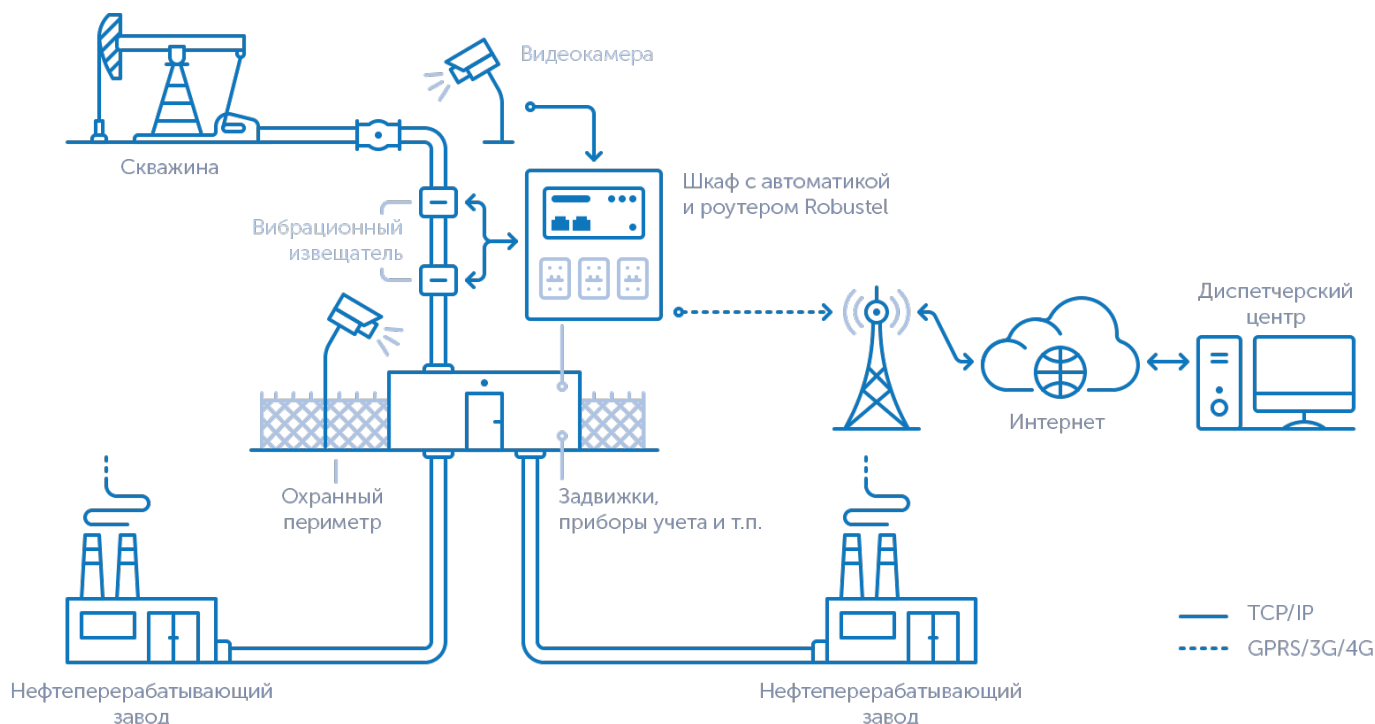 Видеокамера
Скважина
Шкаф с автоматикой
и роутером Robustel
Вибрационный
извещатель
Диспетчерский
центр
Интернет
Охранный
периметр
Задвижки,
приборы учета и т.п.
TCP/IP
GPRS/3G/4G
Нефтеперерабатывающий
завод
Нефтеперерабатывающий
завод